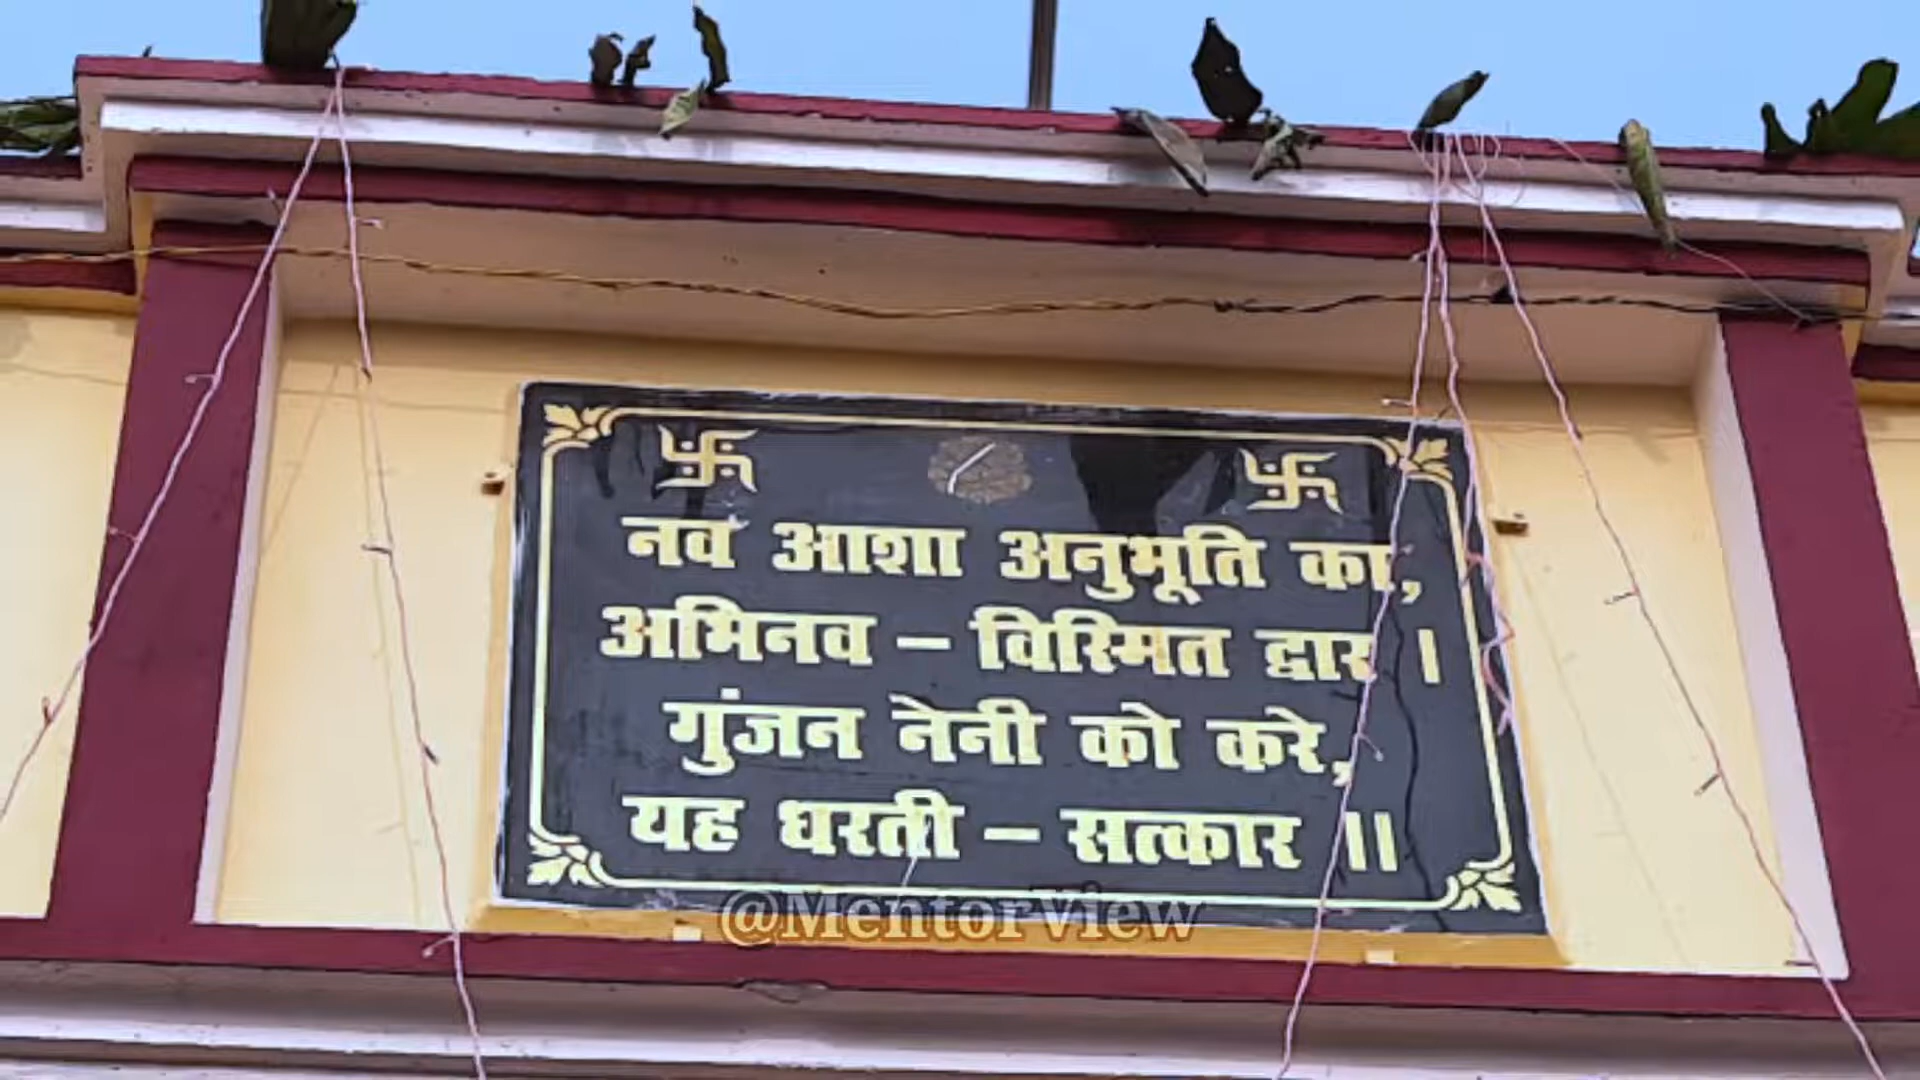 नव आशा अनुभूति का,
अभिनव – विस्मित द्वार ।
गुंजन नेनी को करे,
यह धरती – सत्कार ।।
@MentorView